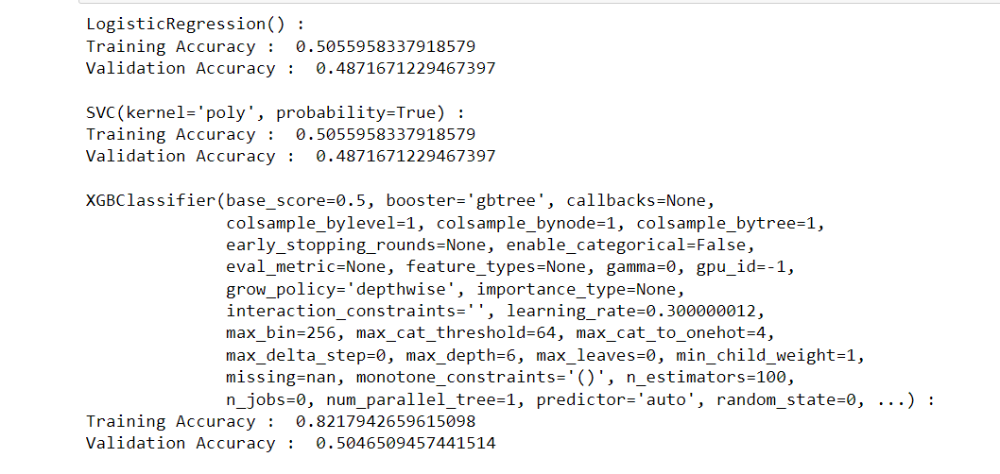 LogisticRegression() :
Training Accuracy :  0.5055958337918579
Validation Accuracy :  0.4871671229467397
SVC(kernel='poly', probability=True) :
Training Accuracy :  0.5055958337918579
Validation Accuracy :  0.4871671229467397
XGBClassifier(base_score=0.5, booster='gbtree', callbacks=None,
colsample_bylevel=1, colsample_bynode=1, colsample_bytree=1,
early_stopping_rounds=None, enable_categorical=False,
eval_metric=None, feature_types=None, gamma=0, gpu_id=-1,
grow_policy='depthwise', importance_type=None,
interaction_constraints='', learning_rate=0.300000012,
max_bin=256, max_cat_threshold=64, max_cat_to_onehot=4,
max_delta_step=0, max_depth=6, max_leaves=0, min_child_weight=1,
missing=nan, monotone_constraints='()', n_estimators=100,
n_jobs=0, num_parallel_tree=1, predictor='auto', random_state=0, ...) :
Training Accuracy :  0.8217942659615098
Validation Accuracy :  0.5046509457441514